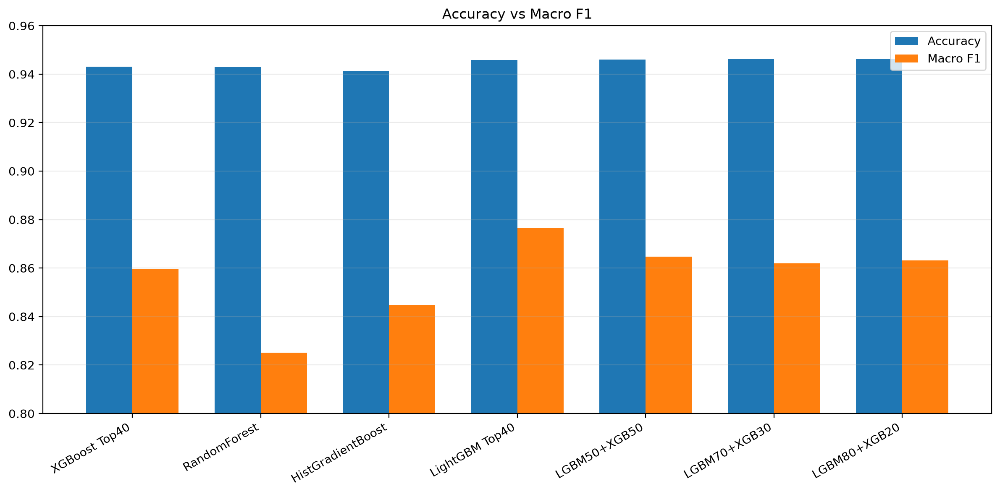 Accuracy vs Macro F1
0.96
0.94
0.92
0.90
0.88
0.86
0.84
0.82
0.80
Accuracy
Macro F1
XGBoost Top40
RandomForest
HistGradientBoost
LightGBM Top40
LGBM50+XGB50
LGBM70+XGB30
LGBM80+XGB20